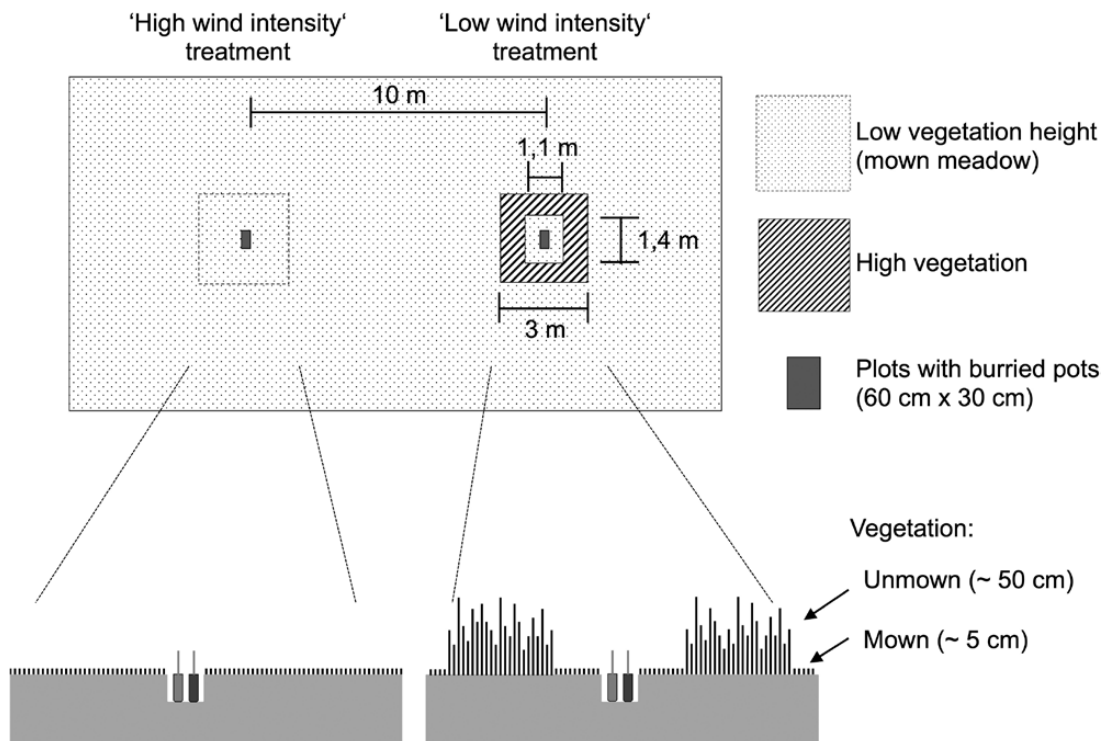 ‘High wind intensity‘
treatment
‘Low wind intensity‘
treatment
10 m
1,1 m
1,4 m
3 m
Low vegetation height
(mown meadow)
High vegetation
Plots with burried pots
(60 cm x 30 cm)
Vegetation:
Unmown (~ 50 cm)
Mown (~ 5 cm)